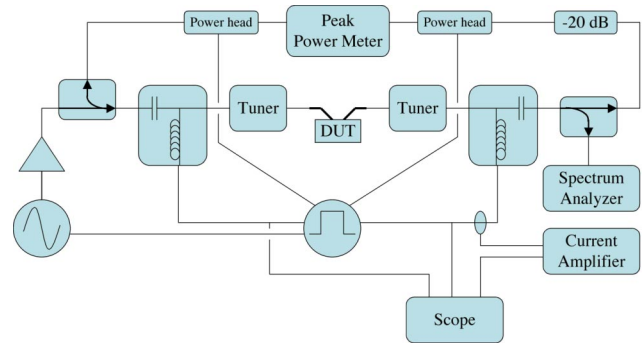 Power head
Peak
Power Meter
Power head
-20 dB
Tuner
DUT
Tuner
Spectrum
Analyzer
Current
Amplifier
Scope